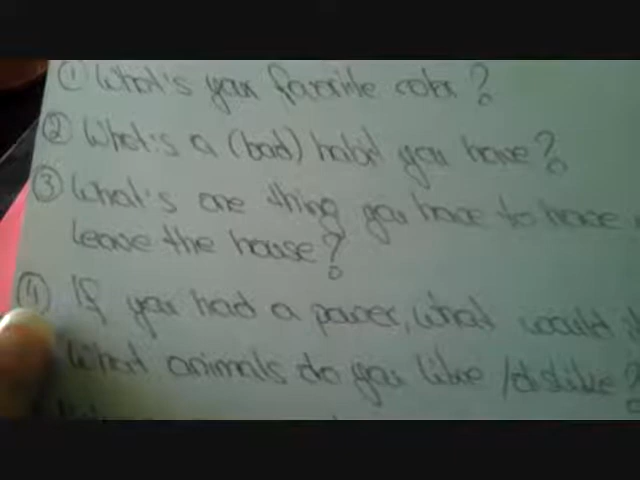 ① What's your favorite color?
② What's a (bad) habit you have?
③ What's one thing you have to have
leave the house?
④ If you had a power, what would
What animals do you like/dislike?